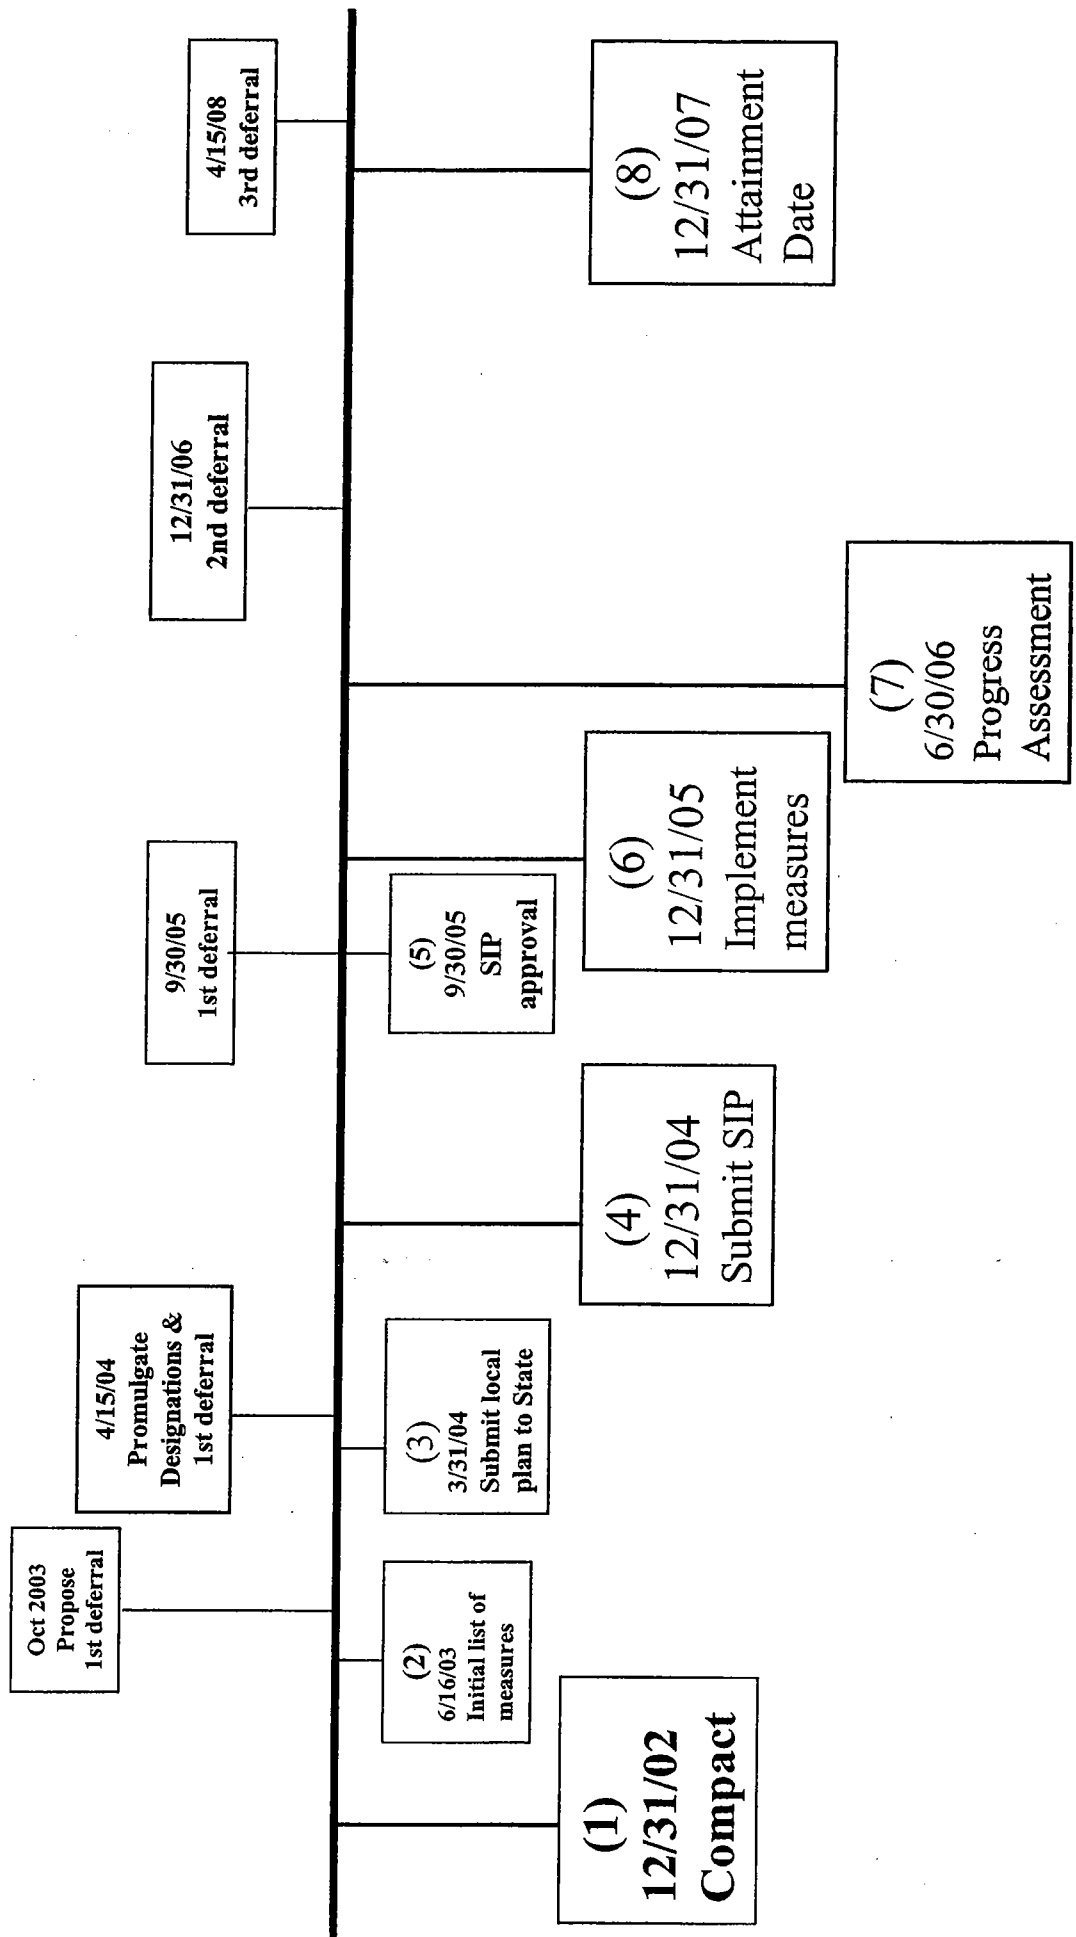 Oct 2003
Propose
1st deferral
4/15/04
Promulgate
Designations &
1st deferral
9/30/05
1st deferral
12/31/06
2nd deferral
4/15/08
3rd deferral
(1)
12/31/02
Compact
(2)
6/16/03
Initial list of
measures
(3)
3/31/04
Submit local
plan to State
(4)
12/31/04
Submit SIP
(5)
9/30/05
SIP
approval
(6)
12/31/05
Implement
measures
(7)
6/30/06
Progress
Assessment
(8)
12/31/07
Attainment
Date